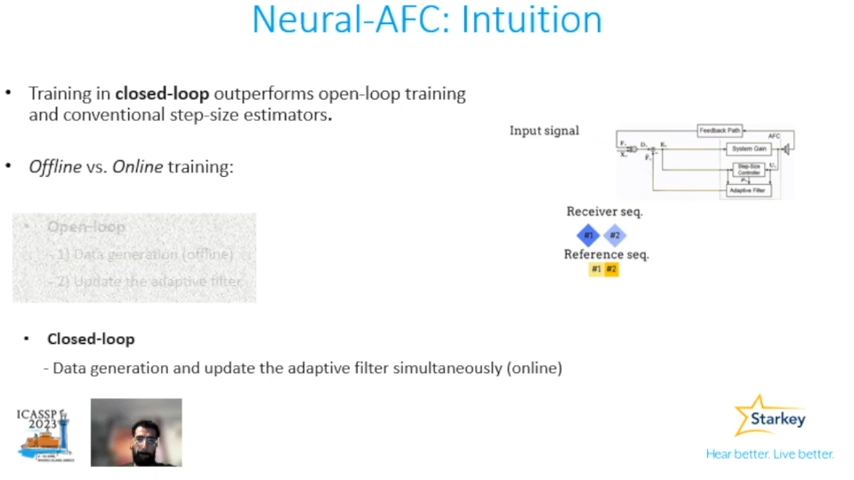 Neural-AFC: Intuition
• Training in closed-loop outperforms open-loop training
and conventional step-size estimators.
• Offline vs. Online training:
Input signal
Feedback Path
AFC
System Gain
Step-Size
Controller
Adaptive Filter
Receiver seq.
#1 #2
Reference seq.
#1 #2
• Open-loop
- 1) Data generation (offline)
- 2) Update the adaptive filter
• Closed-loop
- Data generation and update the adaptive filter simultaneously (online)
ICASSP
2023
Starkey
Hear better. Live better.